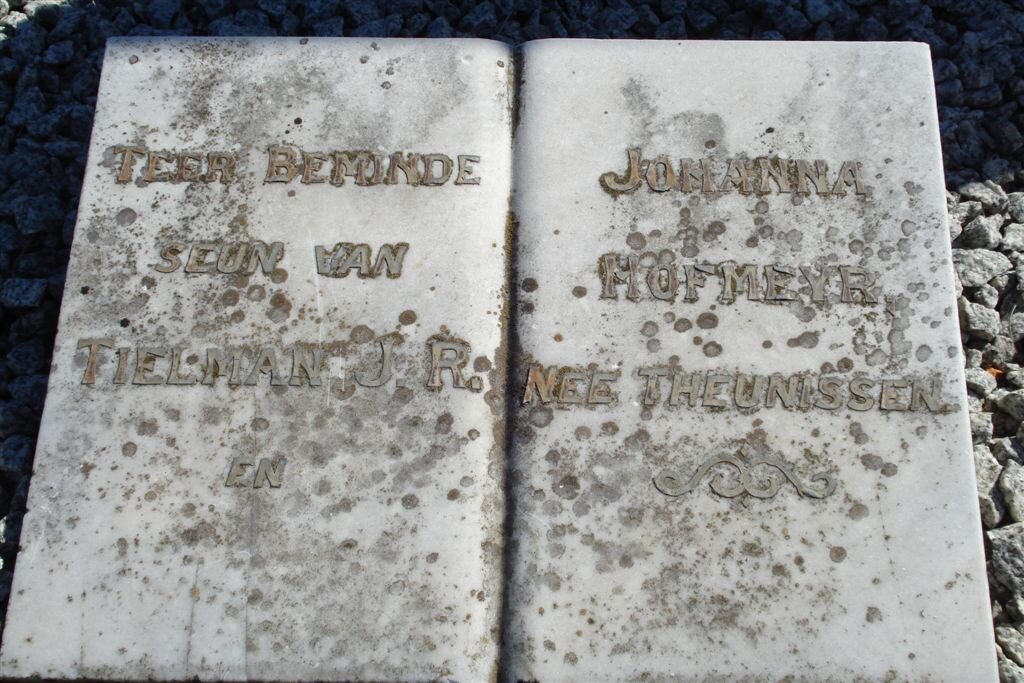 TEER BEMINDE
SEUN VAN
TIELMAN J. R.
EN
JOHANNA
HOFMEYR
NEE THEUNISSEN.